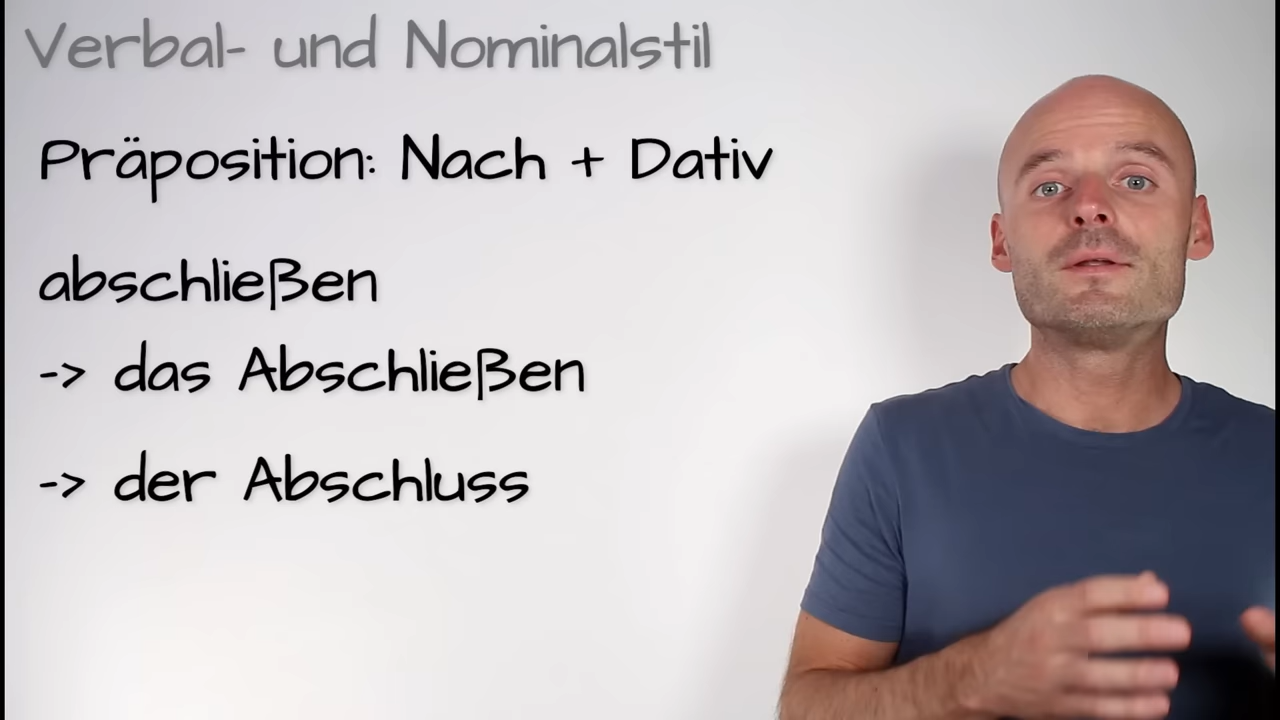 Verbal- und Nominalstil
Präposition: Nach + Dativ
abschließen
-> das Abschließen
-> der Abschluss